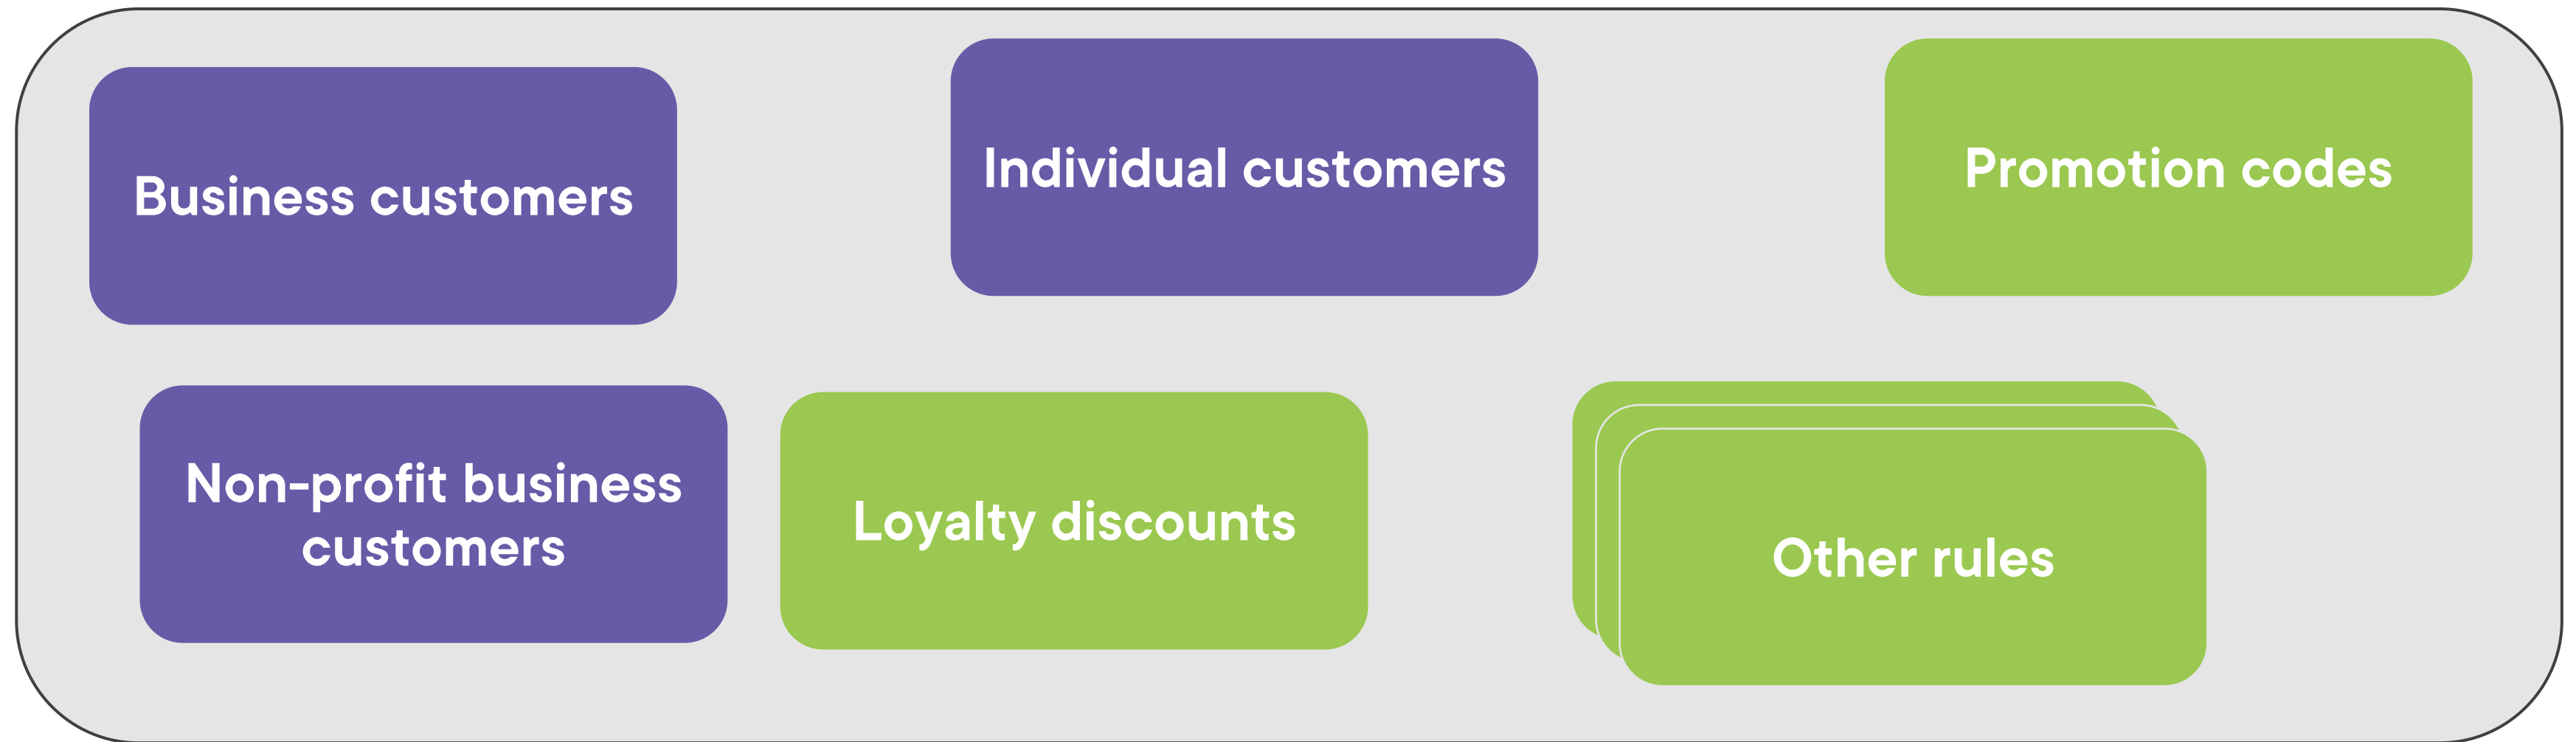 Business customers
Individual customers
Promotion codes
Non-profit business
customers
Loyalty discounts
Other rules